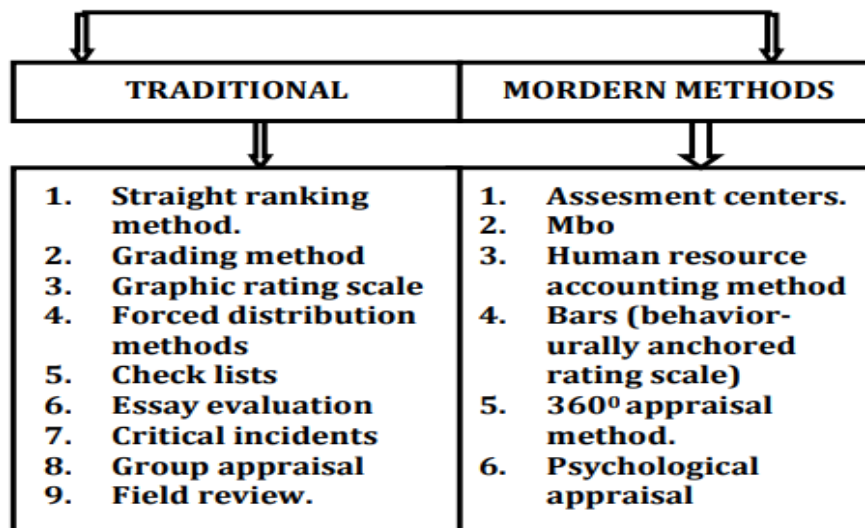 TRADITIONAL
MORDERN METHODS
1. Straight ranking
method.
2. Grading method
3. Graphic rating scale
4. Forced distribution
methods
5. Check lists
6. Essay evaluation
7. Critical incidents
8. Group appraisal
9. Field review.
1. Assesment centers.
2. Mbo
3. Human resource
accounting method
4. Bars (behavior-
urally anchored
rating scale)
5. 360⁰ appraisal
method.
6. Psychological
appraisal